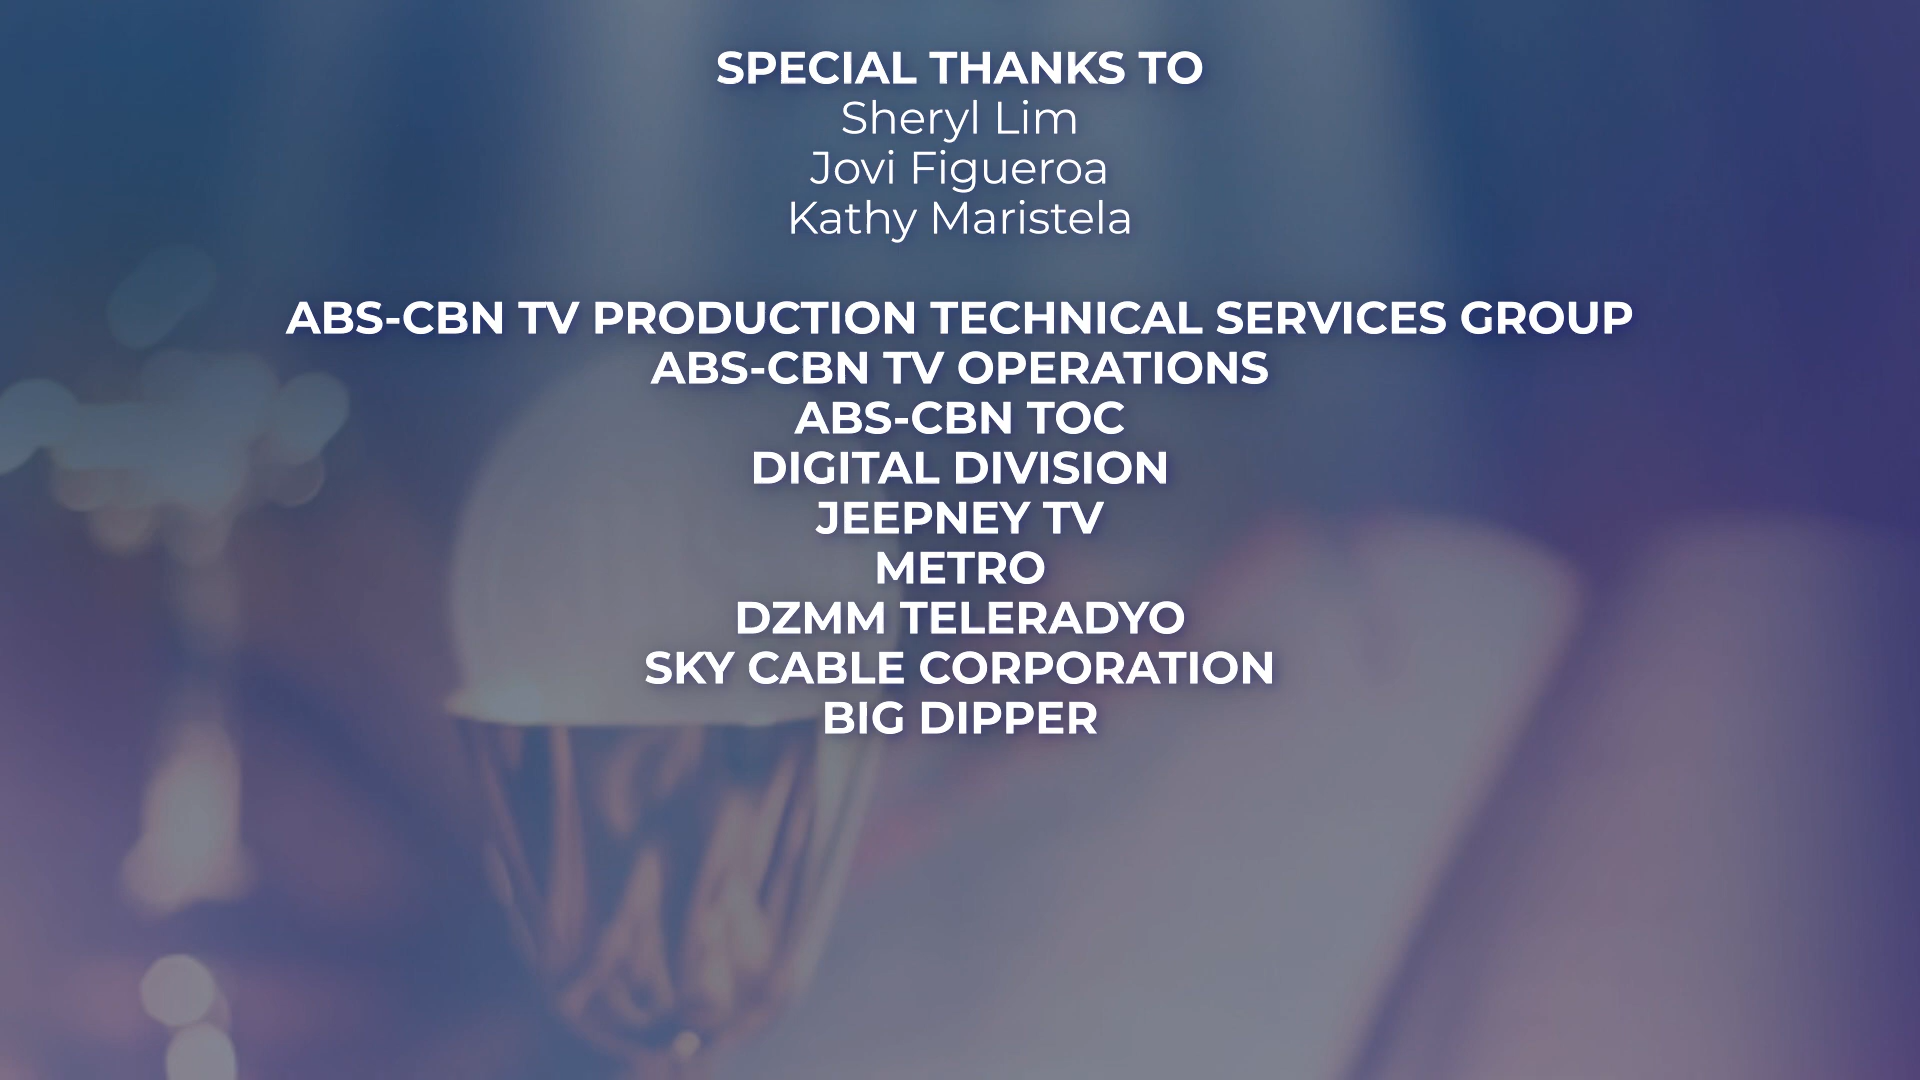 SPECIAL THANKS TO
Sheryl Lim
Jovi Figueroa
Kathy Maristela
ABS-CBN TV PRODUCTION TECHNICAL SERVICES GROUP
ABS-CBN TV OPERATIONS
ABS-CBN TOC
DIGITAL DIVISION
JEEPNEY TV
METRO
DZMM TELERADYO
SKY CABLE CORPORATION
BIG DIPPER